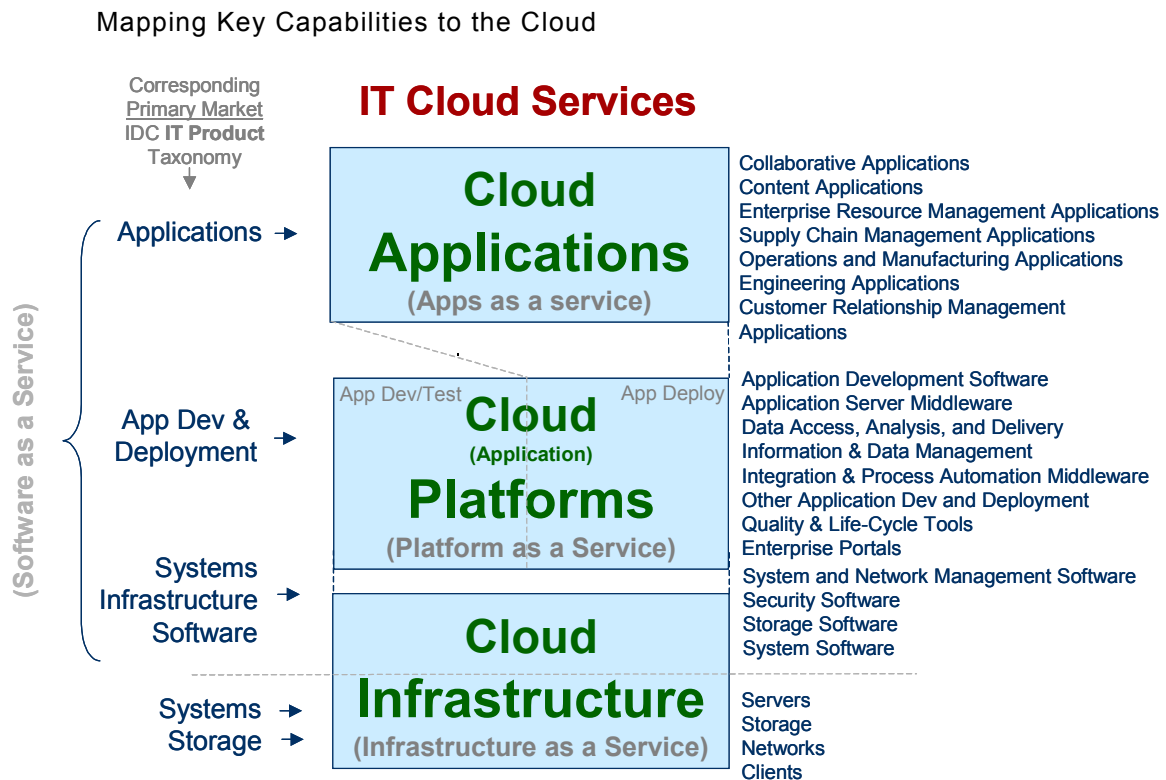 Mapping Key Capabilities to the Cloud
Corresponding
Primary Market
IDC IT Product
Taxonomy
IT Cloud Services
(Software as a Service)
Applications
Cloud
Applications
(Apps as a service)
Collaborative Applications
Content Applications
Enterprise Resource Management Applications
Supply Chain Management Applications
Operations and Manufacturing Applications
Engineering Applications
Customer Relationship Management
Applications
App Dev &
Deployment
App Dev/Test
App Deploy
Cloud
(Application)
Platforms
(Platform as a Service)
Application Development Software
Application Server Middleware
Data Access, Analysis, and Delivery
Information & Data Management
Integration & Process Automation Middleware
Other Application Dev and Deployment
Quality & Life-Cycle Tools
Enterprise Portals
Systems
Infrastructure
Software
Cloud
Infrastructure
(Infrastructure as a Service)
System and Network Management Software
Security Software
Storage Software
System Software
Systems
Storage
Servers
Storage
Networks
Clients